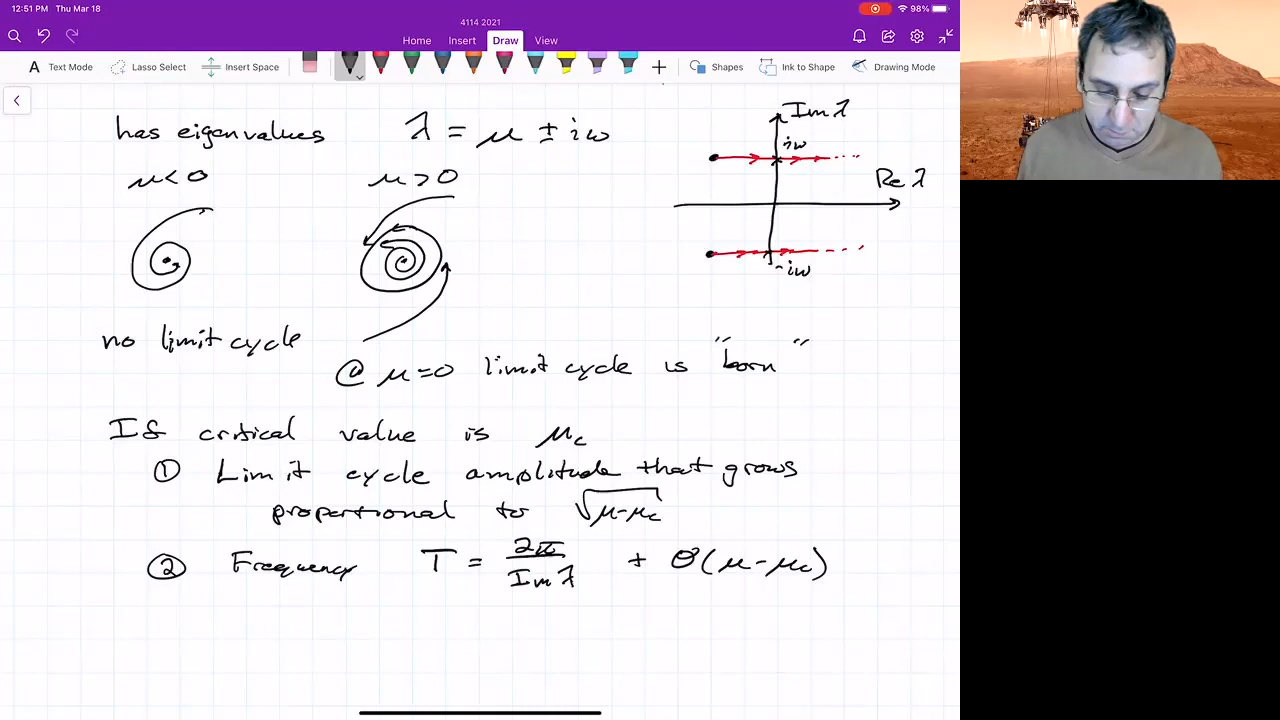 12:51 PM Thu Mar 18
98%
4114 2021
Home Insert Draw View
Text Mode Lasso Select Insert Space Shapes Ink to Shape Drawing Mode
has eigenvalues λ = μ ± iω
μ < 0 μ > 0
Im λ
iω
Re λ
-iω
no limit cycle
@ μ = 0 limit cycle is "born"
If critical value is μc
① Limit cycle amplitude that grows
proportional to √μ-μc
② Frequency T = 2π / Im λ + O(μ - μc)